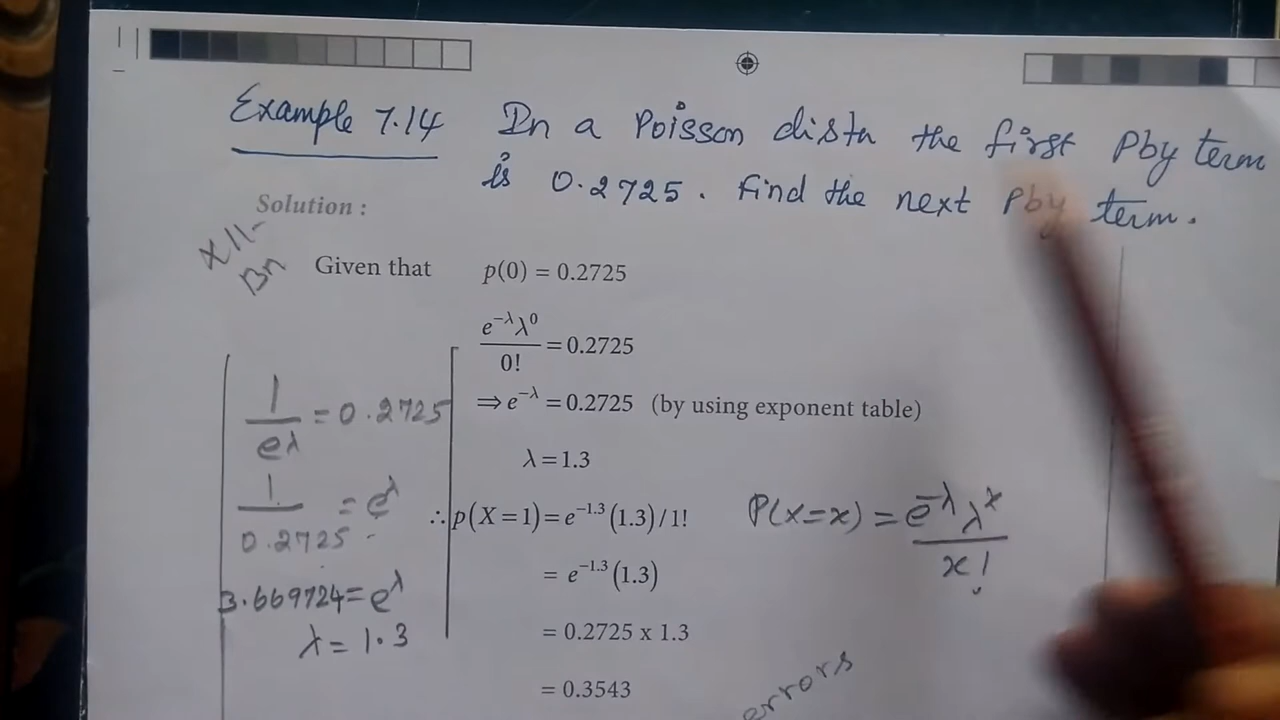 Example 7.14 In a Poisson distn the first Pby term
is 0.2725. Find the next Pby term.
Solution :
XII-
Bn
Given that p(0) = 0.2725
e^{-λ}λ^0 / 0! = 0.2725
⇒ e^{-λ} = 0.2725 (by using exponent table)
λ = 1.3
∴ p(X = 1) = e^{-1.3}(1.3) / 1!
= e^{-1.3}(1.3)
= 0.2725 x 1.3
= 0.3543
1 / e^λ = 0.2725
1 / 0.2725 = e^λ
3.669724 = e^λ
λ = 1.3
P(X=x) = e^{-λ} λ^x / x!
errors